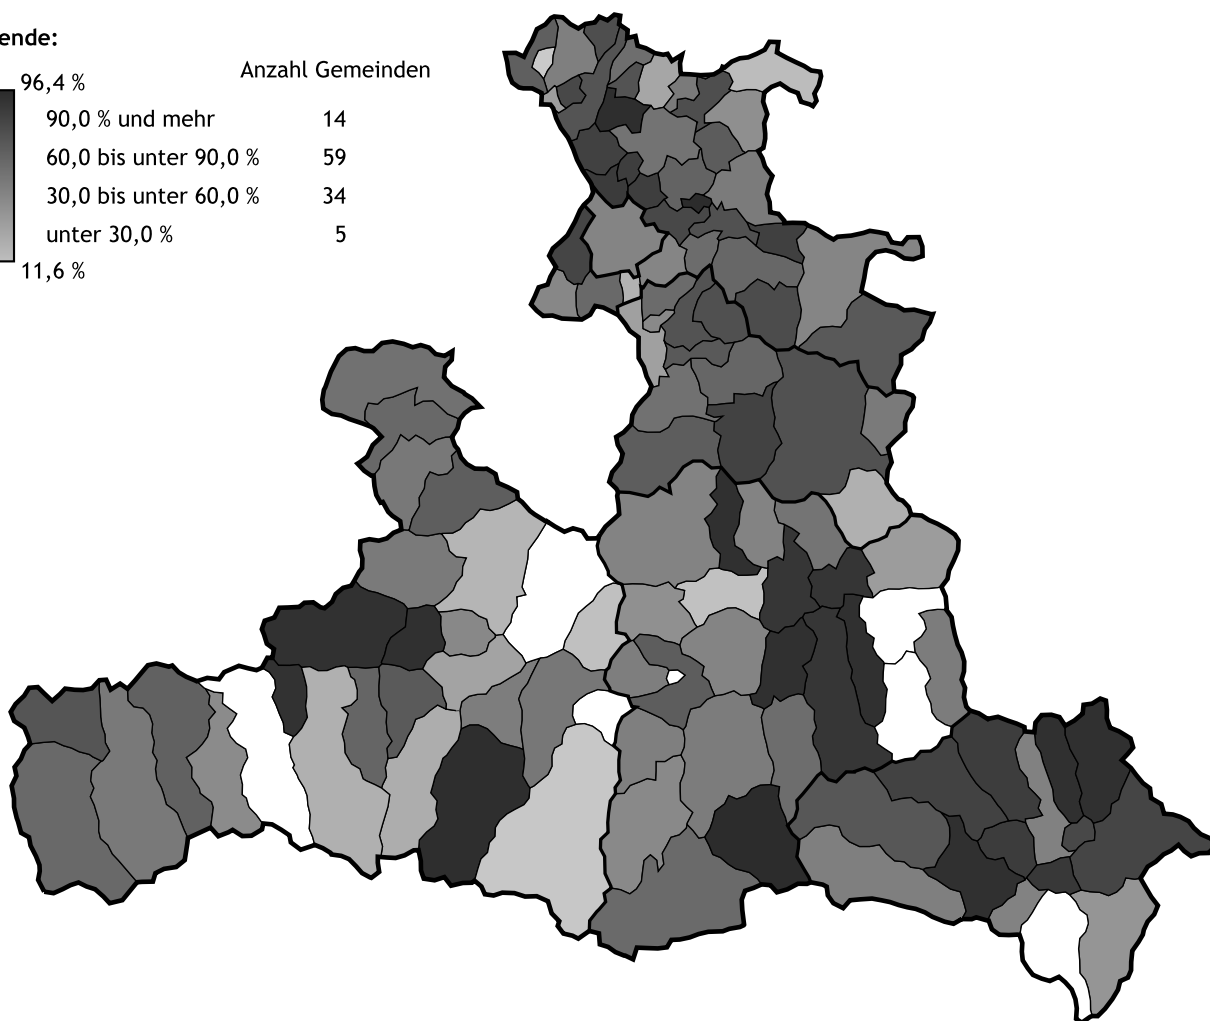 ende:
Anzahl Gemeinden
96,4 %
90,0 % und mehr 14
60,0 bis unter 90,0 % 59
30,0 bis unter 60,0 % 34
unter 30,0 % 5
11,6 %